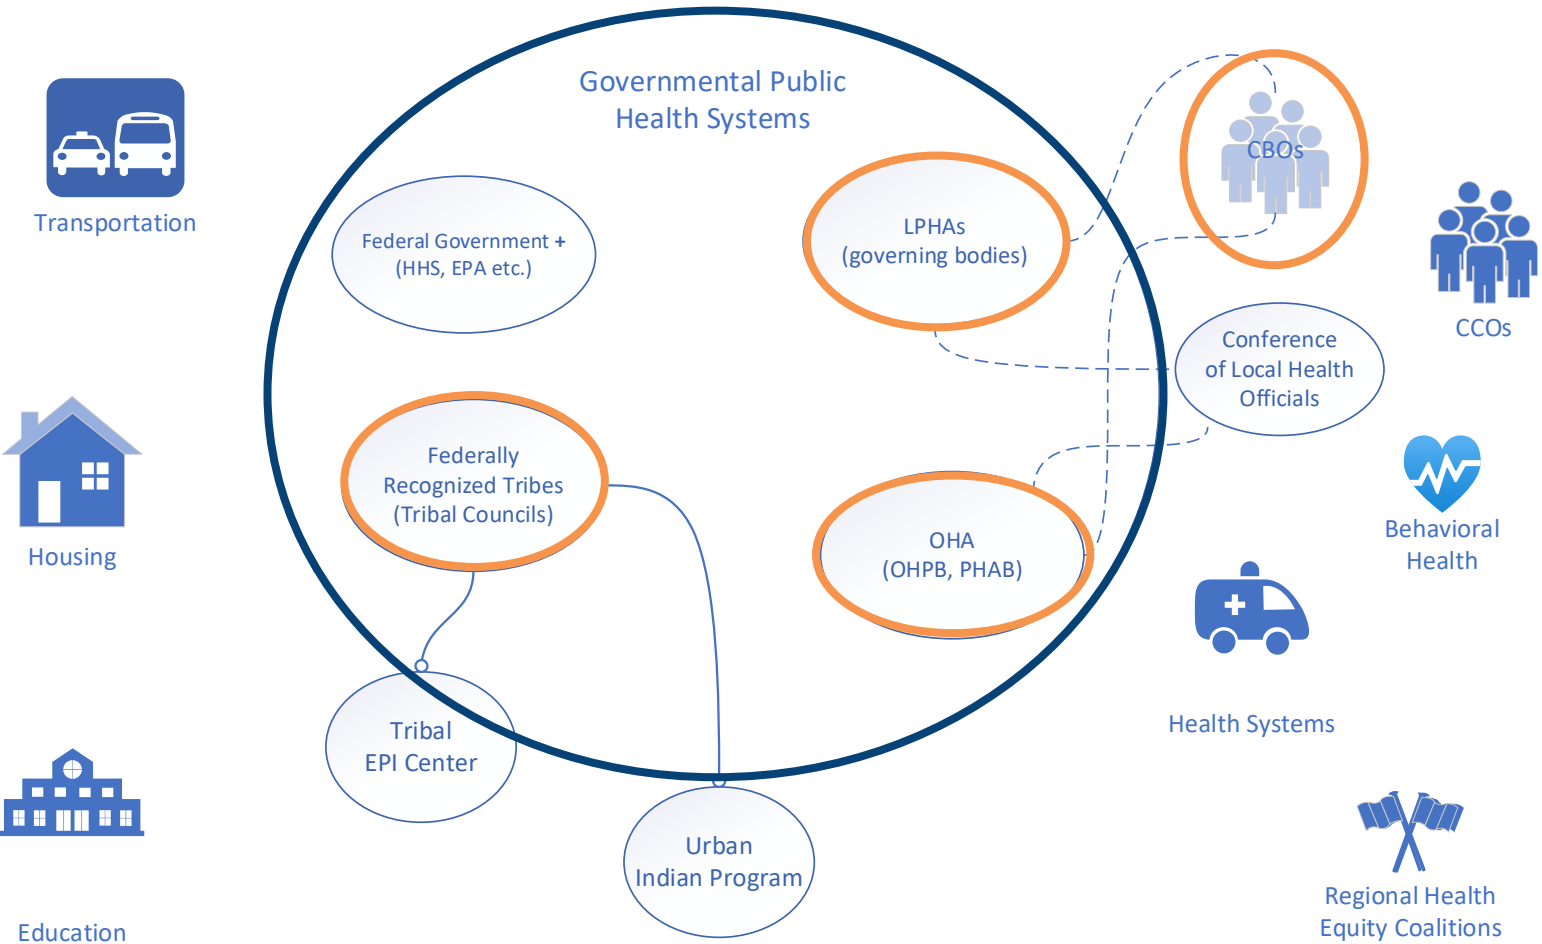 Governmental Public
Health Systems
Transportation
Federal Government +
(HHS, EPA etc.)
LPHAs
(governing bodies)
CBOs
CCOs
Conference
of Local Health
Officials
Housing
Federally
Recognized Tribes
(Tribal Councils)
OHA
(OHPB, PHAB)
Behavioral
Health
Health Systems
Tribal
EPI Center
Urban
Indian Program
Education
Regional Health
Equity Coalitions